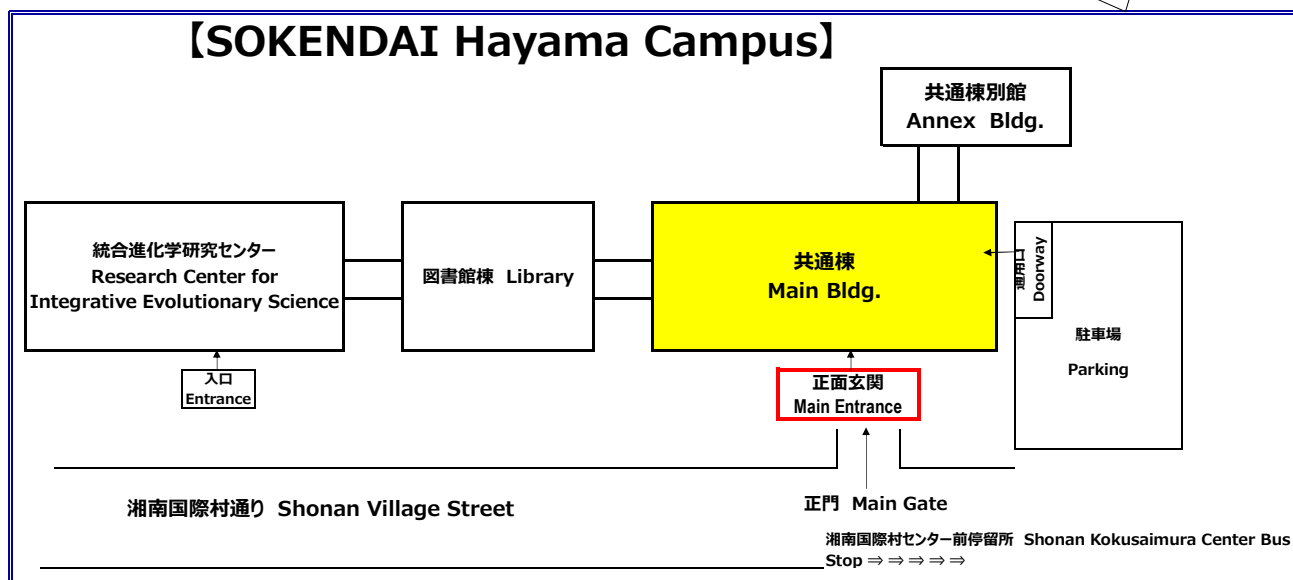 【SOKENDAI Hayama Campus】
共通棟別館
Annex Bldg.
統合進化学研究センター
Research Center for
Integrative Evolutionary Science
図書館棟 Library
共通棟
Main Bldg.
通用口
Doorway
駐車場
Parking
入口
Entrance
正面玄関
Main Entrance
湘南国際村通り Shonan Village Street
正門 Main Gate
湘南国際村センター前停留所 Shonan Kokusaimura Center Bus
Stop ⇒ ⇒ ⇒ ⇒ ⇒